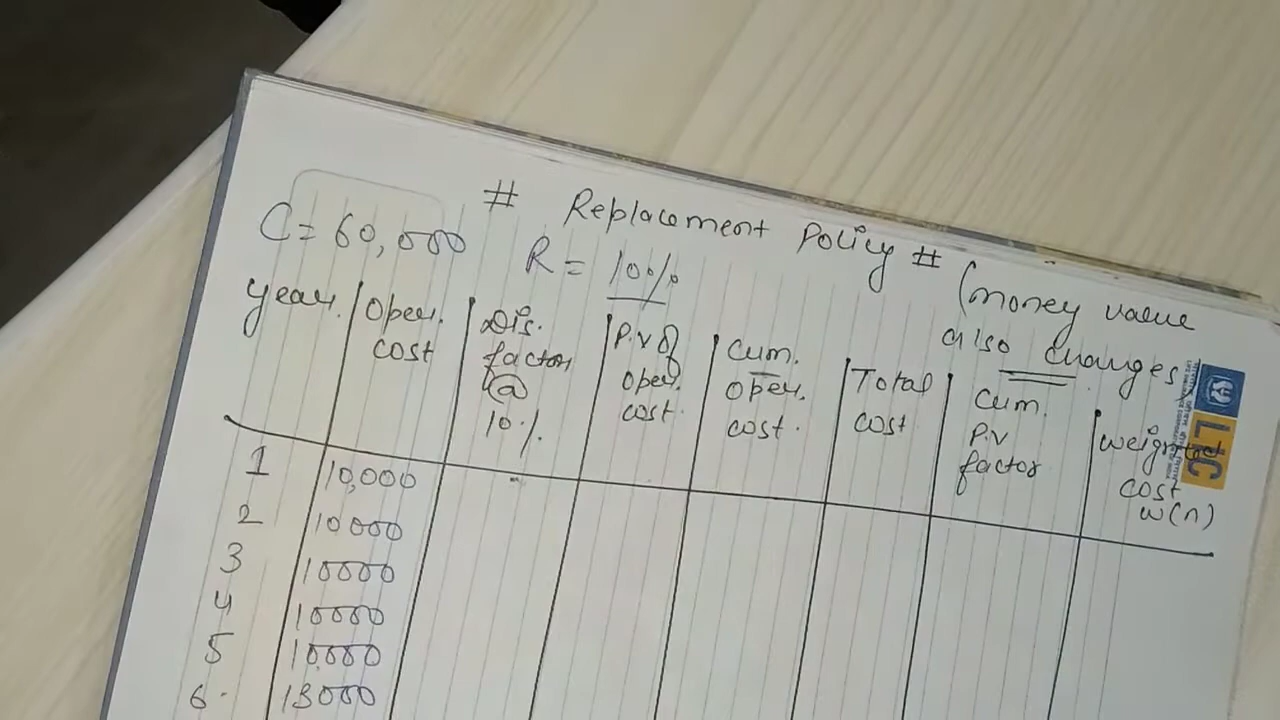 # Replacement Policy # (money value
also changes
C = 60,000
R = 10%
year. | Oper. cost | Dis. factor @ 10% | P.v of oper. cost. | Cum. oper. cost. | Total cost | Cum. P.v factor | weighted cost w(n)
1 | 10,000
2 | 10000
3 | 10000
4 | 10000
5 | 10,000
6. | 13000
LIC